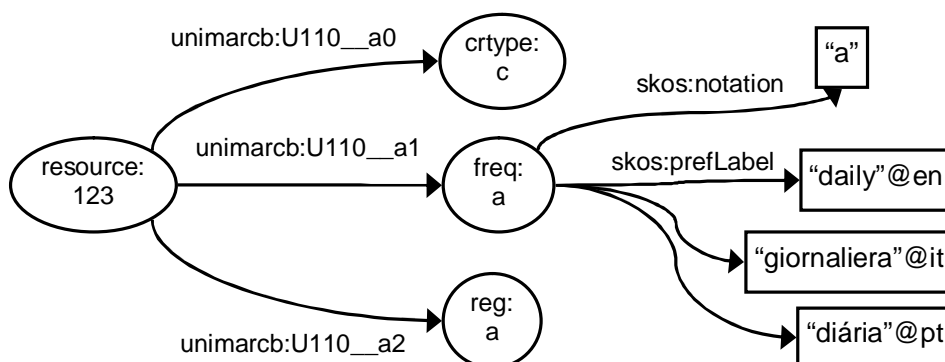 unimarcb:U110__a0
crtype:
c
“a”
skos:notation
unimarcb:U110__a1
resource:
123
freq:
a
skos:prefLabel
“daily”@en
“giornaliera”@it
reg:
a
unimarcb:U110__a2
“diária”@pt